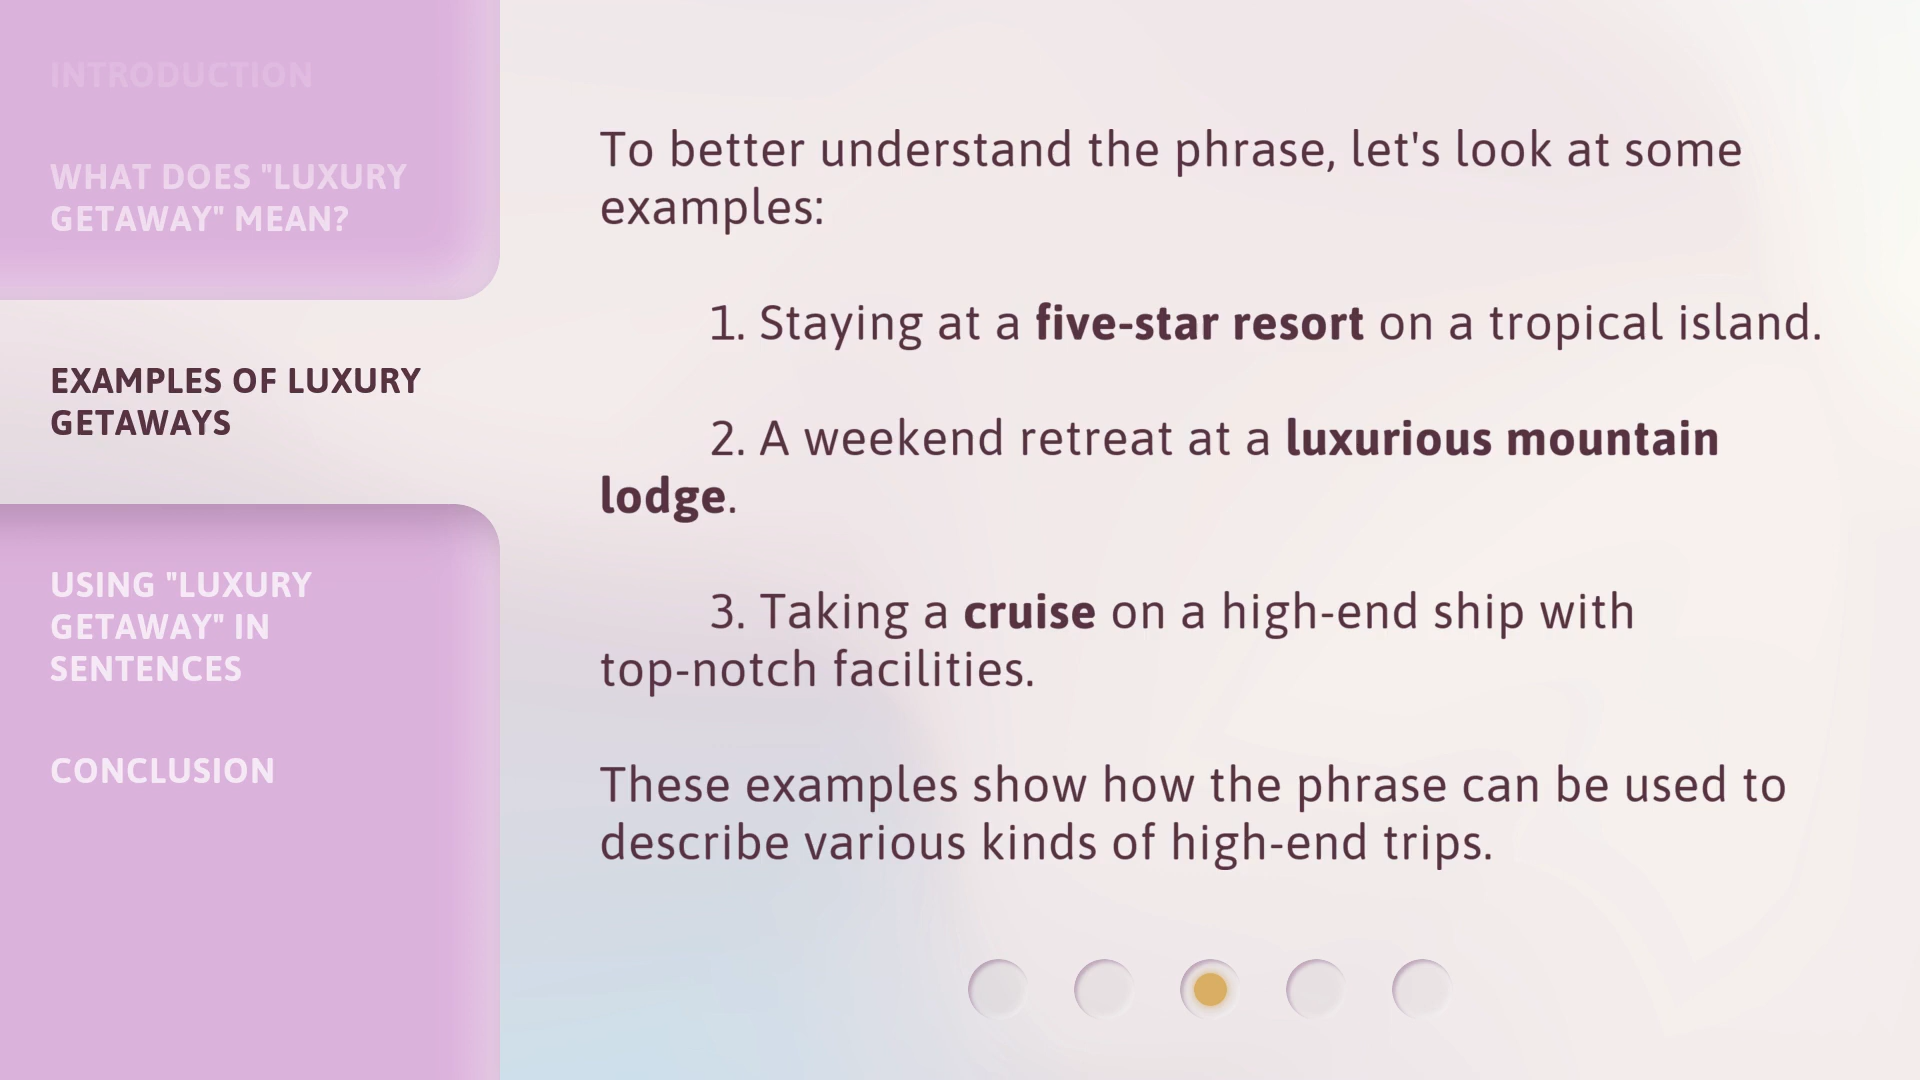 INTRODUCTION
WHAT DOES "LUXURY
GETAWAY" MEAN?
EXAMPLES OF LUXURY
GETAWAYS
USING "LUXURY
GETAWAY" IN
SENTENCES
CONCLUSION
To better understand the phrase, let's look at some
examples:
1. Staying at a five-star resort on a tropical island.
2. A weekend retreat at a luxurious mountain
lodge.
3. Taking a cruise on a high-end ship with
top-notch facilities.
These examples show how the phrase can be used to
describe various kinds of high-end trips.